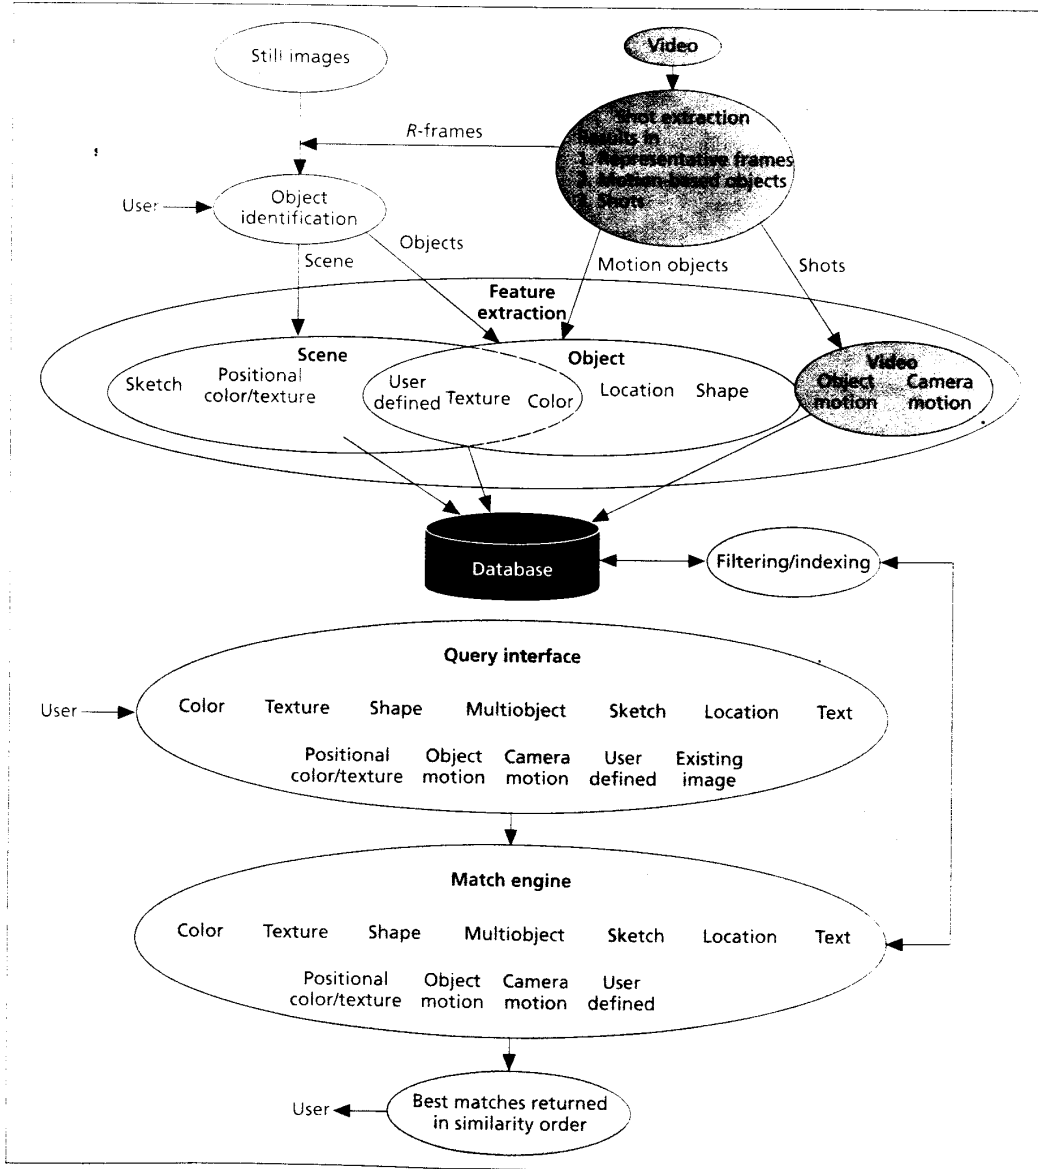 Still images
Video
Shot extraction
Results in
1. Representative frames
2. Motion-based objects
3. Shots
R-frames
User
Object
identification
Objects
Scene
Motion objects
Shots
Feature
extraction
Scene
Sketch
Positional
color/texture
User
defined
Texture
Color
Object
Location
Shape
Video
Object
motion
Camera
motion
Database
Filtering/indexing
Query interface
User
Color Texture Shape Multiobject Sketch Location Text
Positional
color/texture
Object
motion
Camera
motion
User
defined
Existing
image
Match engine
Color Texture Shape Multiobject Sketch Location Text
Positional
color/texture
Object
motion
Camera
motion
User
defined
Best matches returned
in similarity order
User